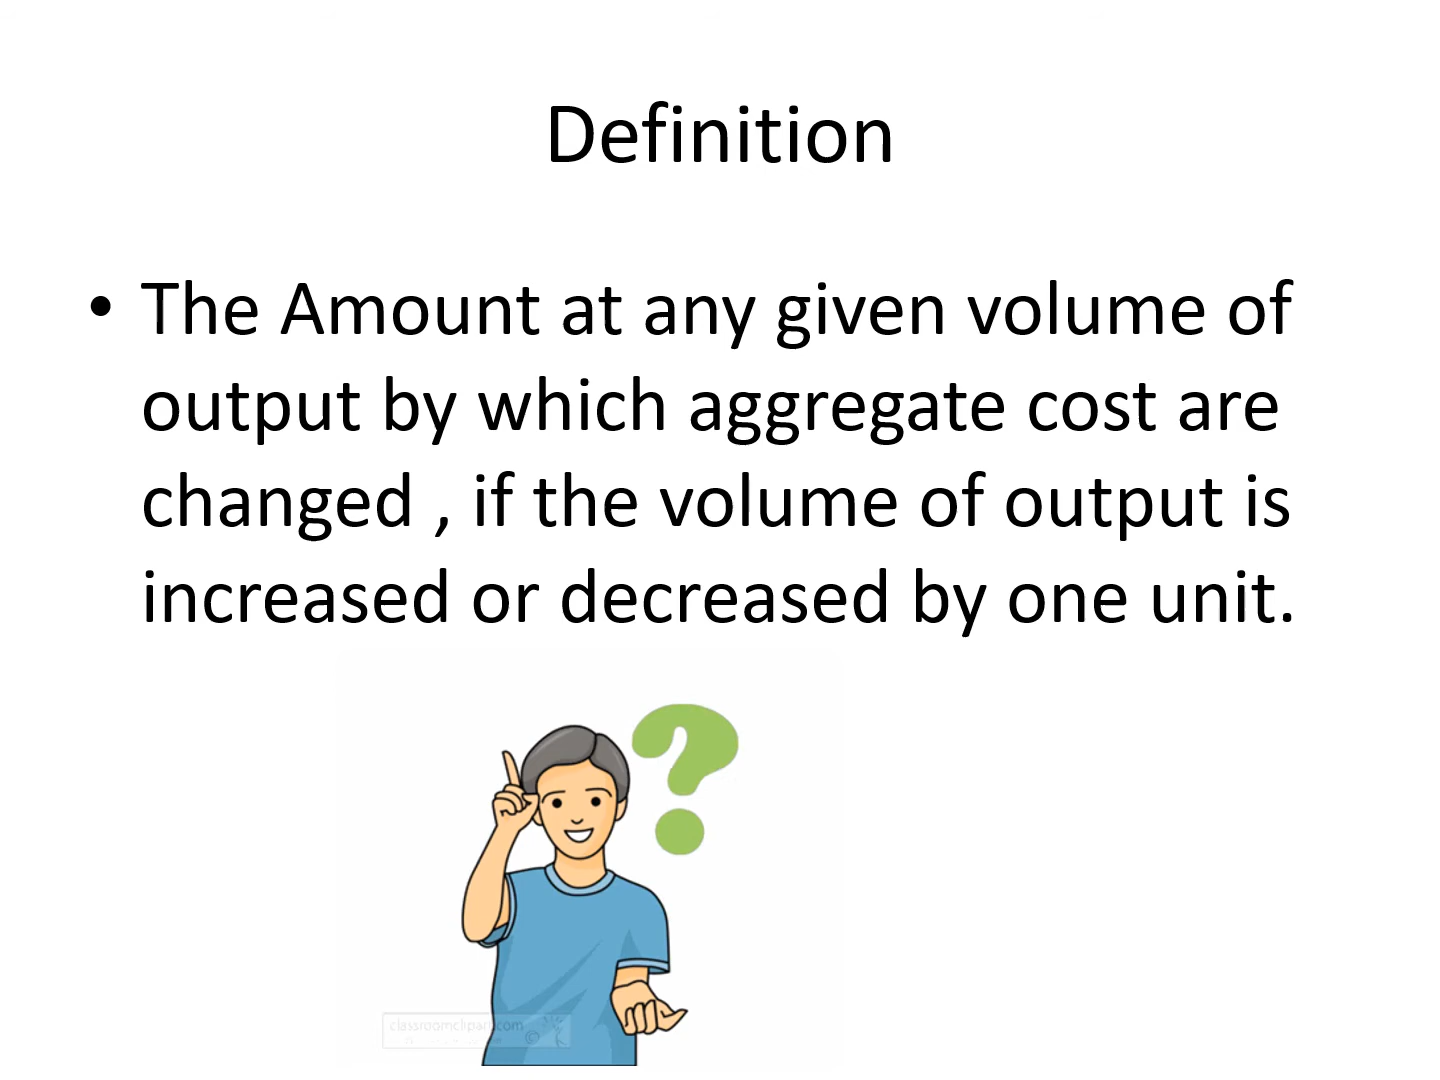 Definition
• The Amount at any given volume of
output by which aggregate cost are
changed , if the volume of output is
increased or decreased by one unit.
classroomclipart.com
©